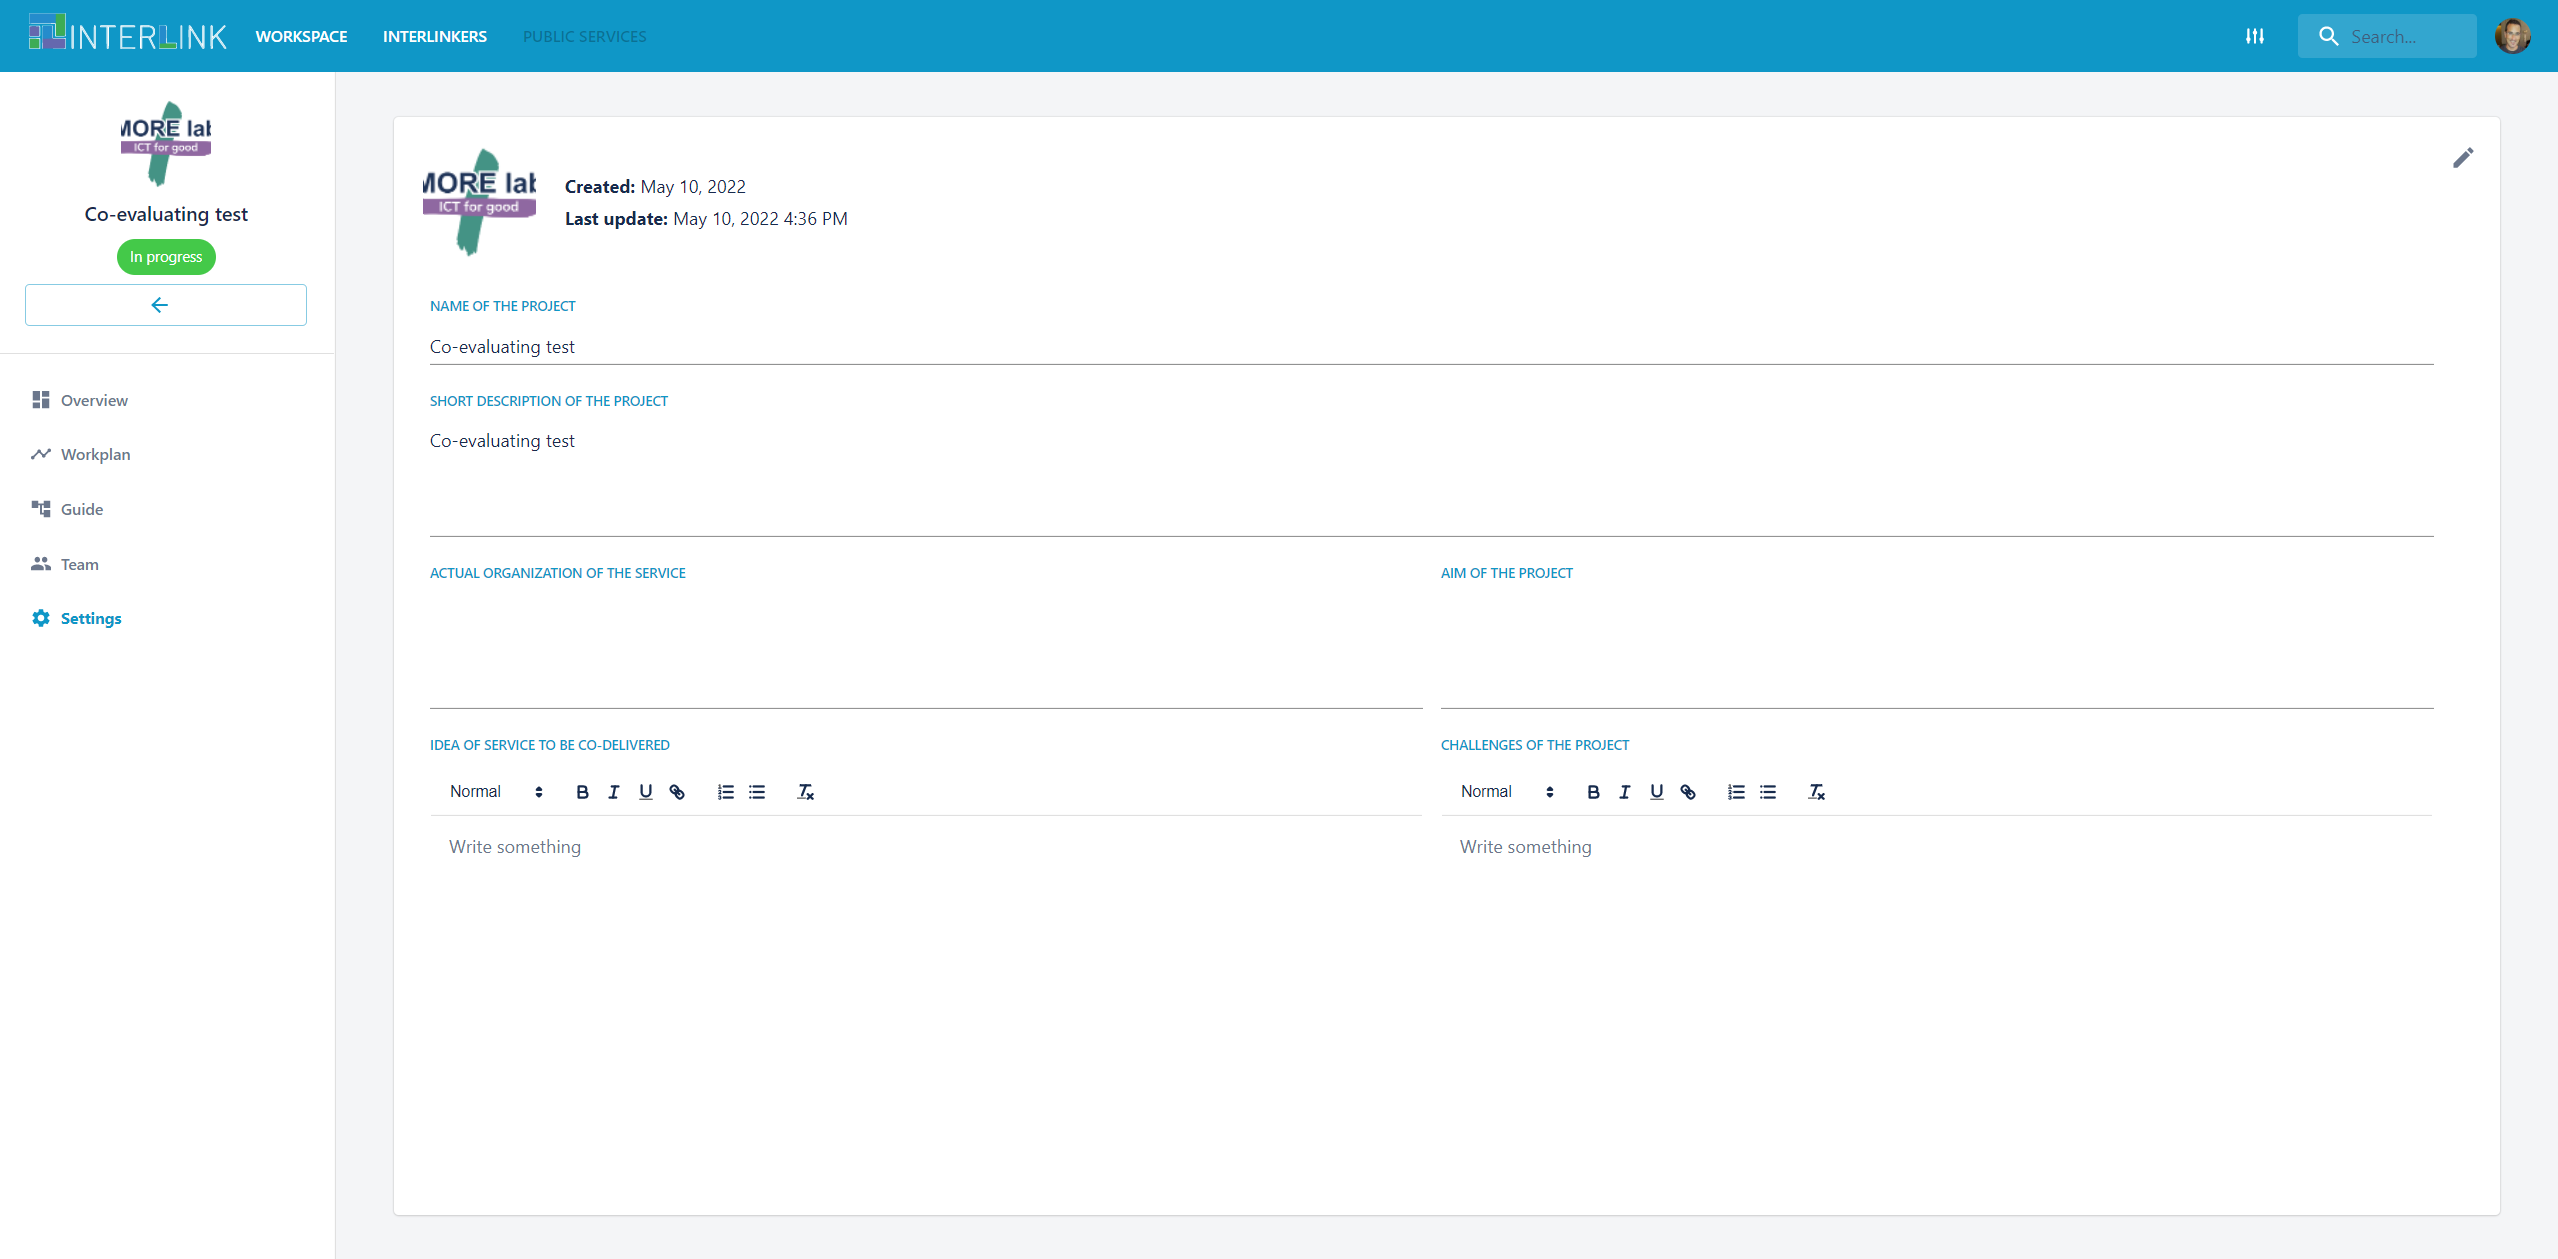 INTERLINK
WORKSPACE
INTERLINKERS
PUBLIC SERVICES
Search...
MORE lab
ICT for good
Co-evaluating test
In progress
Overview
Workplan
Guide
Team
Settings
MORE lab
ICT for good
Created: May 10, 2022
Last update: May 10, 2022 4:36 PM
NAME OF THE PROJECT
Co-evaluating test
SHORT DESCRIPTION OF THE PROJECT
Co-evaluating test
ACTUAL ORGANIZATION OF THE SERVICE
AIM OF THE PROJECT
IDEA OF SERVICE TO BE CO-DELIVERED
Normal
Write something
CHALLENGES OF THE PROJECT
Normal
Write something